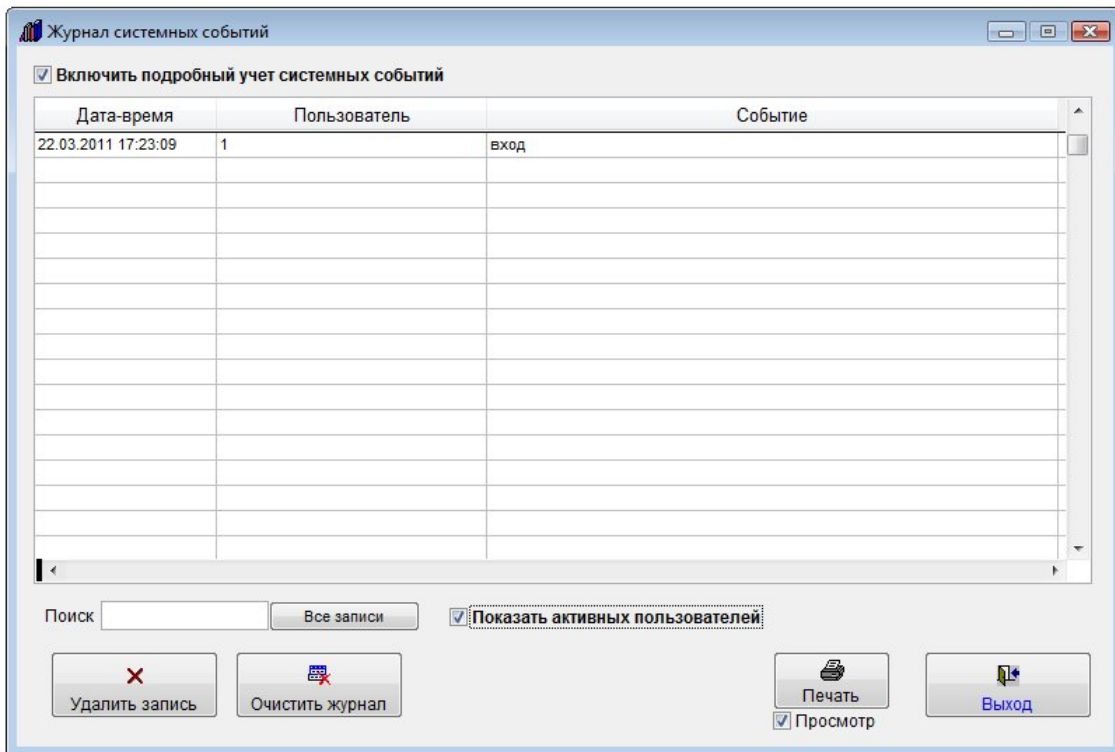 Журнал системных событий
Включить подробный учет системных событий
Дата-время Пользователь Событие
22.03.2011 17:23:09 1 вход
Поиск Все записи Показать активных пользователей
Удалить запись Очистить журнал Печать Выход
Просмотр